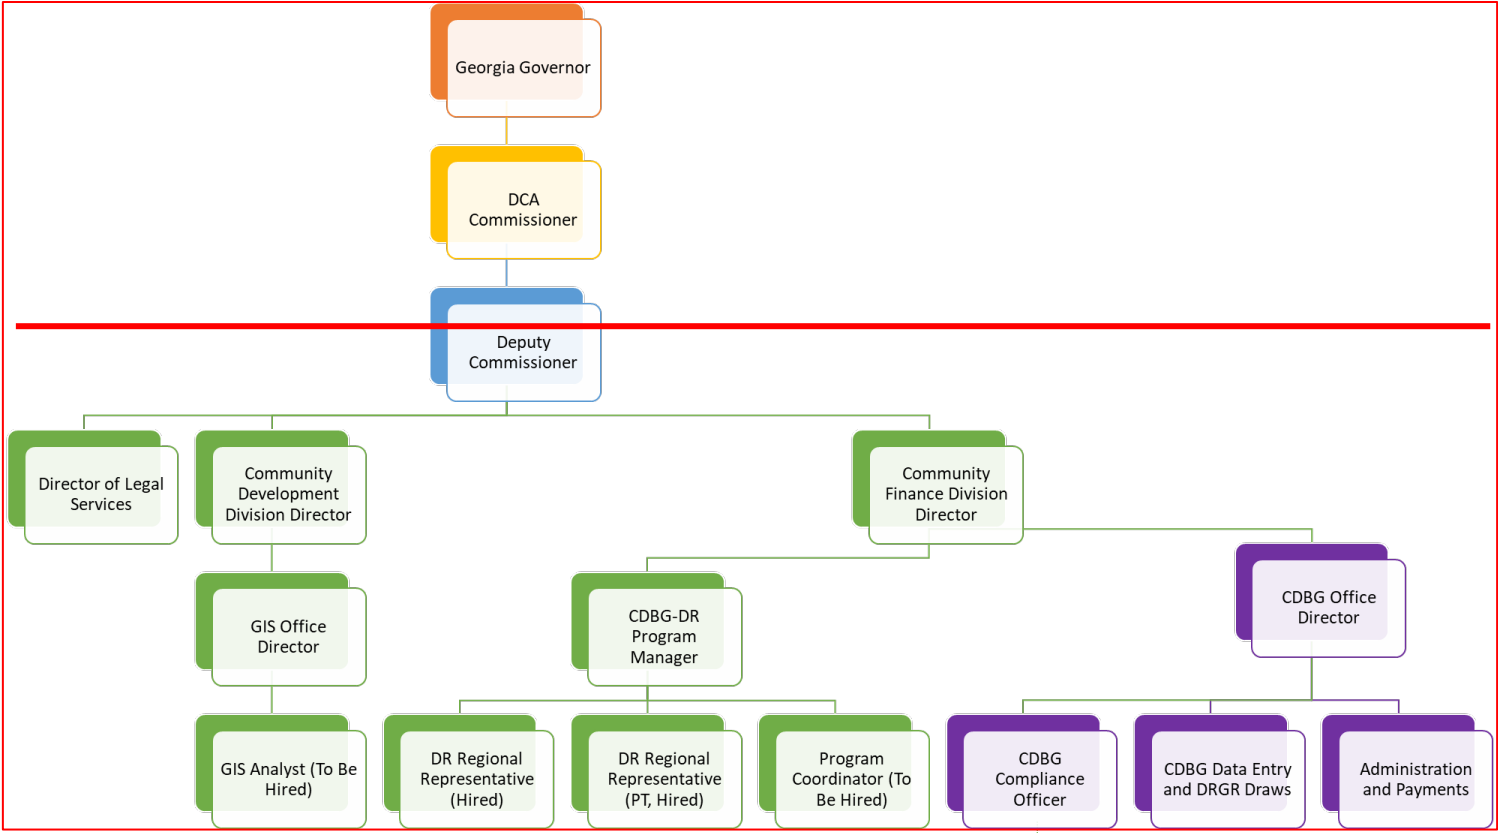 Georgia Governor
DCA
Commissioner
Deputy
Commissioner
Director of Legal
Services
Community
Development
Division Director
Community
Finance Division
Director
GIS Office
Director
CDBG-DR
Program
Manager
CDBG Office
Director
GIS Analyst (To Be
Hired)
DR Regional
Representative
(Hired)
DR Regional
Representative
(PT, Hired)
Program
Coordinator (To
Be Hired)
CDBG
Compliance
Officer
CDBG Data Entry
and DRGR Draws
Administration
and Payments